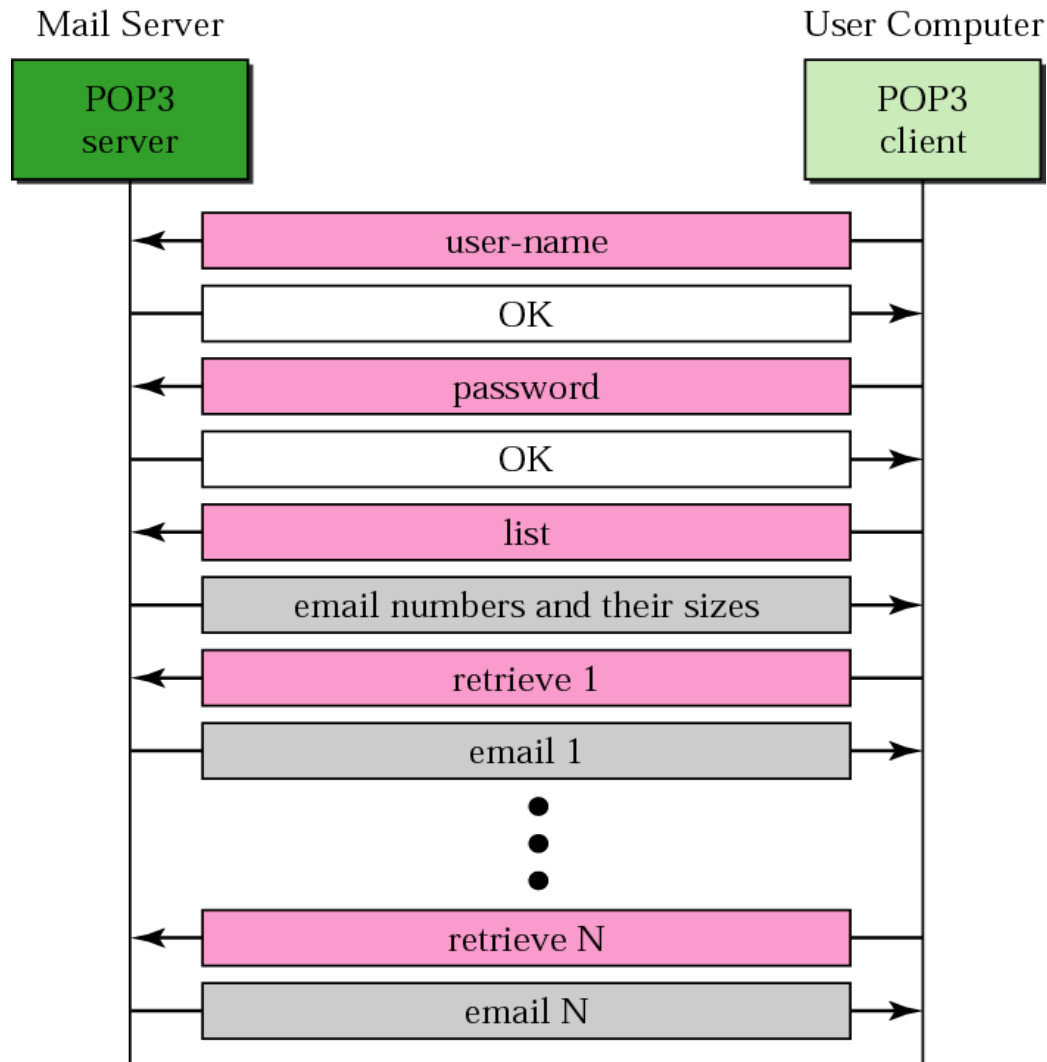 Mail Server
User Computer
POP3
server
POP3
client
user-name
OK
password
OK
list
email numbers and their sizes
retrieve 1
email 1
retrieve N
email N